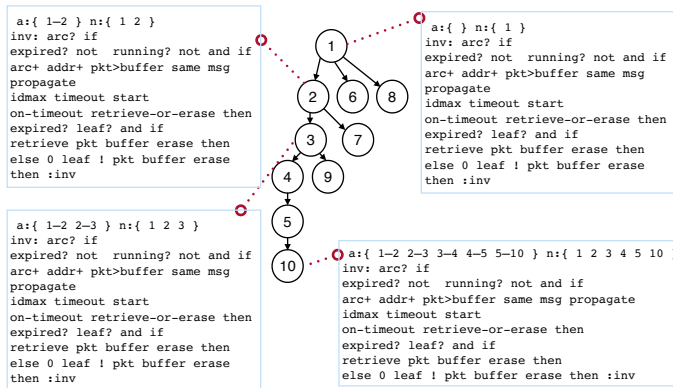 a:{ 1–2 } n:{ 1 2 }
inv: arc? if
expired? not  running? not and if
arc+ addr+ pkt>buffer same msg
propagate
idmax timeout start
on-timeout retrieve-or-erase then
expired? leaf? and if
retrieve pkt buffer erase then
else 0 leaf ! pkt buffer erase
then :inv
1
2
6
8
3
7
4
9
5
10
a:{ } n:{ 1 }
inv: arc? if
expired? not  running? not and if
arc+ addr+ pkt>buffer same msg
propagate
idmax timeout start
on-timeout retrieve-or-erase then
expired? leaf? and if
retrieve pkt buffer erase then
else 0 leaf ! pkt buffer erase
then :inv
a:{ 1–2 2–3 } n:{ 1 2 3 }
inv: arc? if
expired? not  running? not and if
arc+ addr+ pkt>buffer same msg
propagate
idmax timeout start
on-timeout retrieve-or-erase then
expired? leaf? and if
retrieve pkt buffer erase then
else 0 leaf ! pkt buffer erase
then :inv
a:{ 1–2 2–3 3–4 4–5 5–10 } n:{ 1 2 3 4 5 10 }
inv: arc? if
expired? not  running? not and if
arc+ addr+ pkt>buffer same msg propagate
idmax timeout start
on-timeout retrieve-or-erase then
expired? leaf? and if
retrieve pkt buffer erase then
else 0 leaf ! pkt buffer erase then :inv